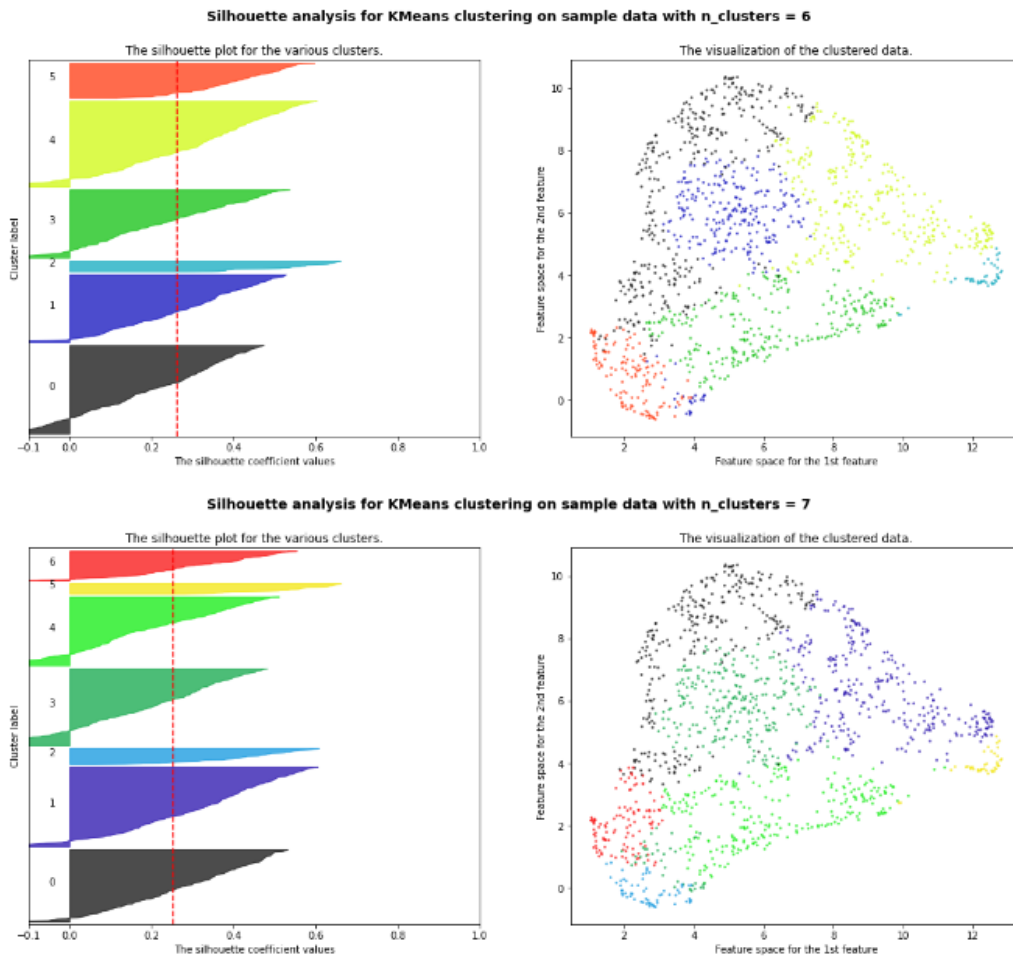 Silhouette analysis for KMeans clustering on sample data with n_clusters = 6
The silhouette plot for the various clusters.
Cluster label
5
4
3
2
1
0
−0.1 0.0 0.2 0.4 0.6 0.8 1.0
The silhouette coefficient values
The visualization of the clustered data.
Feature space for the 2nd feature
10
8
6
4
2
0
2 4 6 8 10 12
Feature space for the 1st feature
Silhouette analysis for KMeans clustering on sample data with n_clusters = 7
The silhouette plot for the various clusters.
Cluster label
6
5
4
3
2
1
0
−0.1 0.0 0.2 0.4 0.6 0.8 1.0
The silhouette coefficient values
The visualization of the clustered data.
Feature space for the 2nd feature
10
8
6
4
2
0
2 4 6 8 10 12
Feature space for the 1st feature